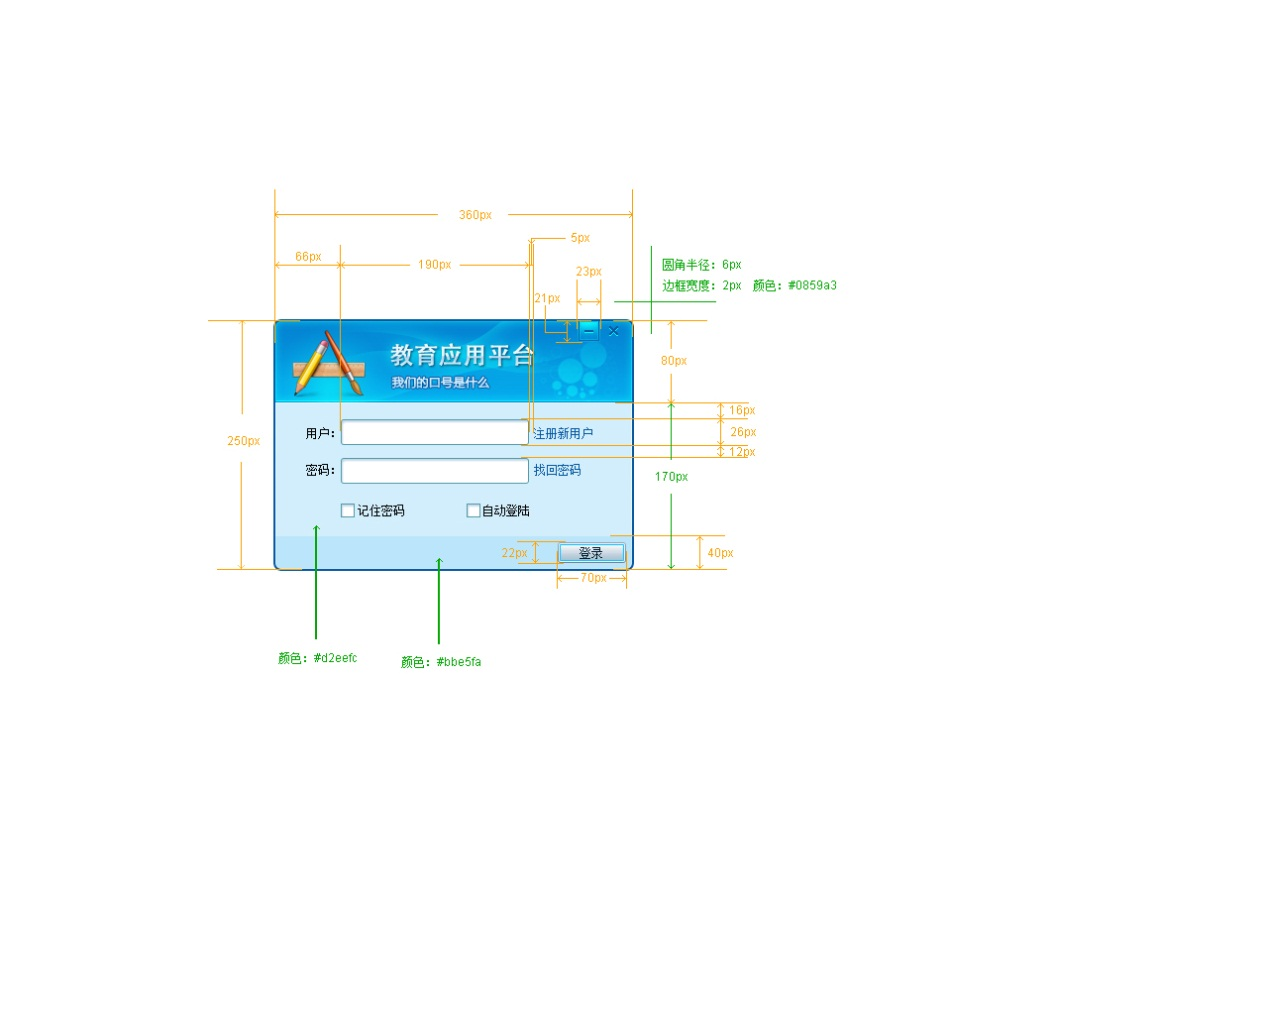 360px
5px
66px
190px
圆角半径：6px
23px
边框宽度：2px 颜色：#0859a3
21px
教育应用平台
80px
我们的口号是什么
16px
用户：
注册新用户
26px
250px
12px
密码：
找回密码
170px
记住密码
自动登陆
22px
登录
40px
70px
颜色：#d2eefc
颜色：#bbe5fa